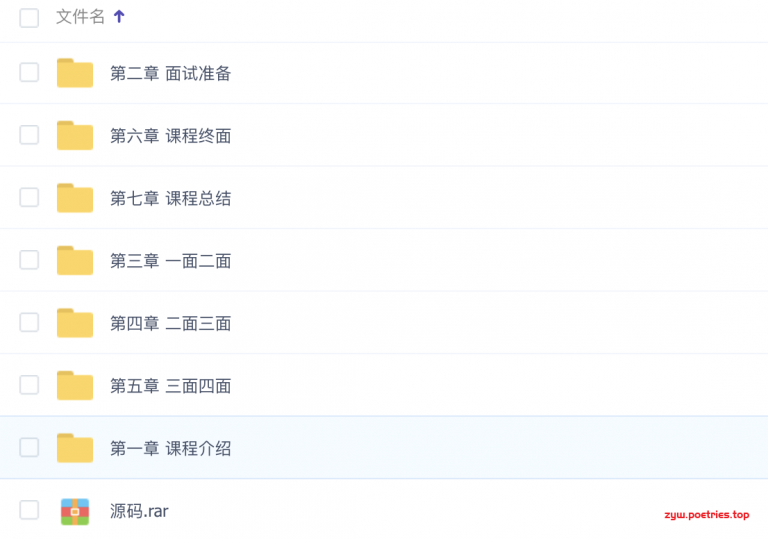 文件名
第二章 面试准备
第六章 课程终面
第七章 课程总结
第三章 一面二面
第四章 二面三面
第五章 三面四面
第一章 课程介绍
源码.rar
zyw.poetries.top